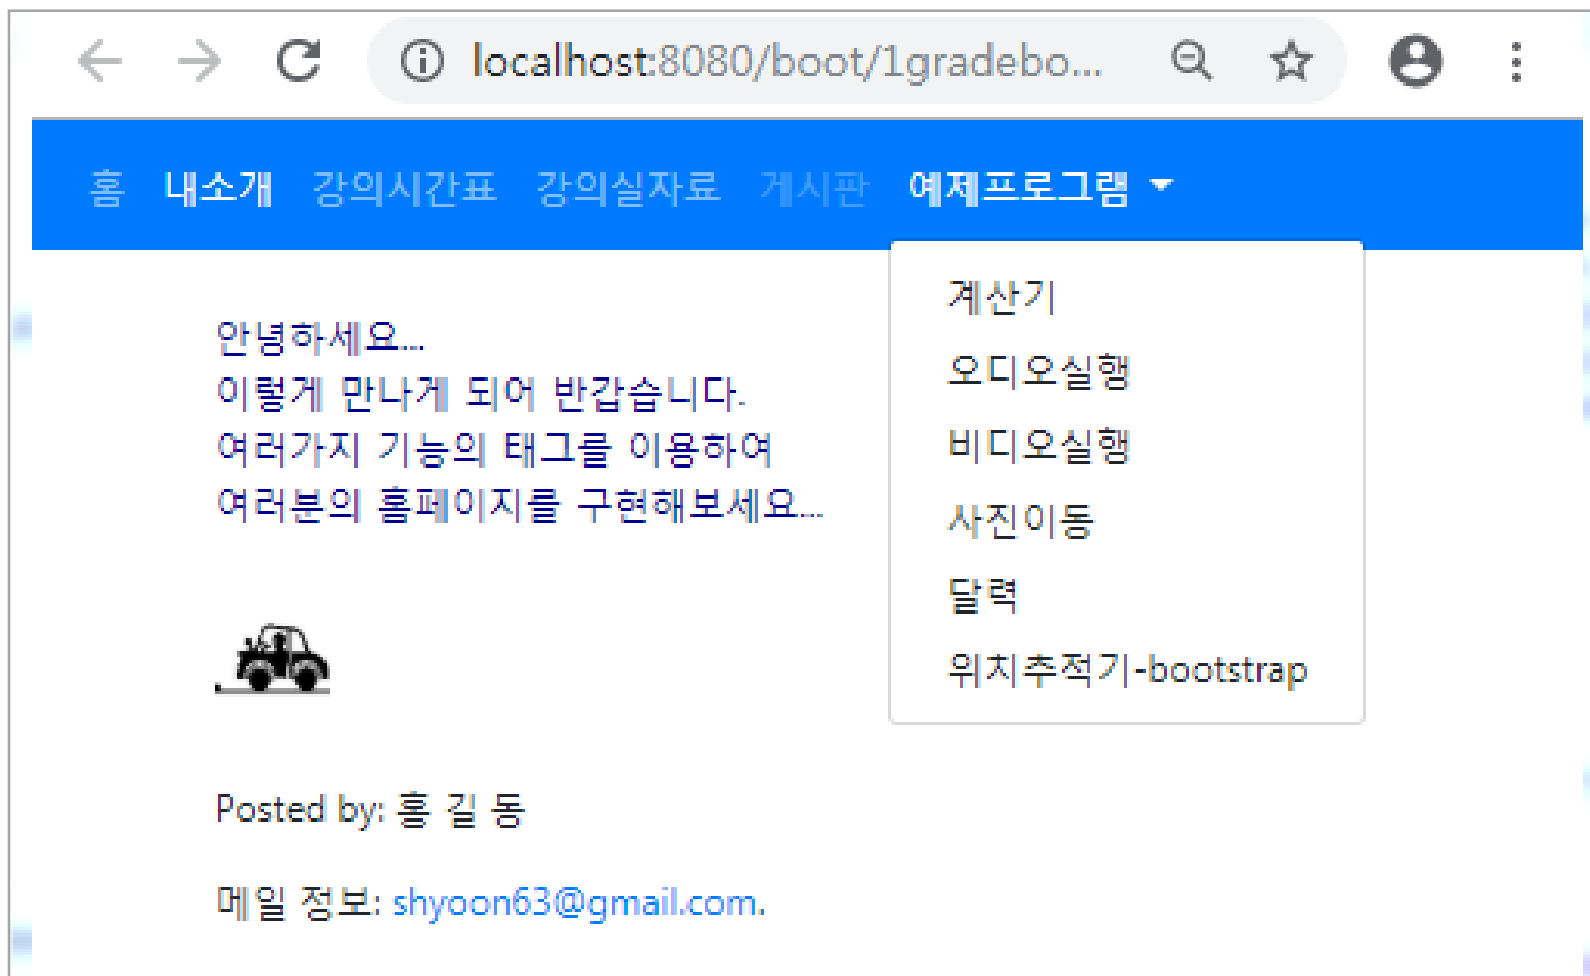 localhost:8080/boot/1gradebo...
홈 내소개 강의시간표 강의실자료 게시판 예제프로그램
계산기
오디오실행
비디오실행
사진이동
달력
위치추적기-bootstrap
안녕하세요...
이렇게 만나게 되어 반갑습니다.
여러가지 기능의 태그를 이용하여
여러분의 홈페이지를 구현해보세요...
Posted by: 홍 길 동
메일 정보: shyoon63@gmail.com.